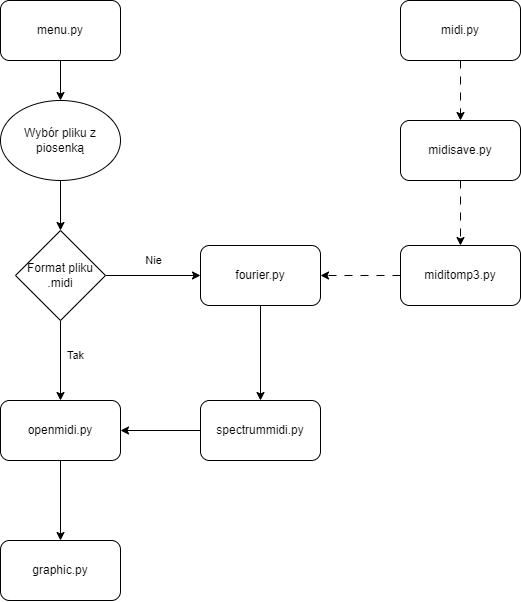 menu.py
midi.py
Wybór pliku z
piosenką
midisave.py
Format pliku
.midi
Nie
fourier.py
miditomp3.py
Tak
openmidi.py
spectrummidi.py
graphic.py